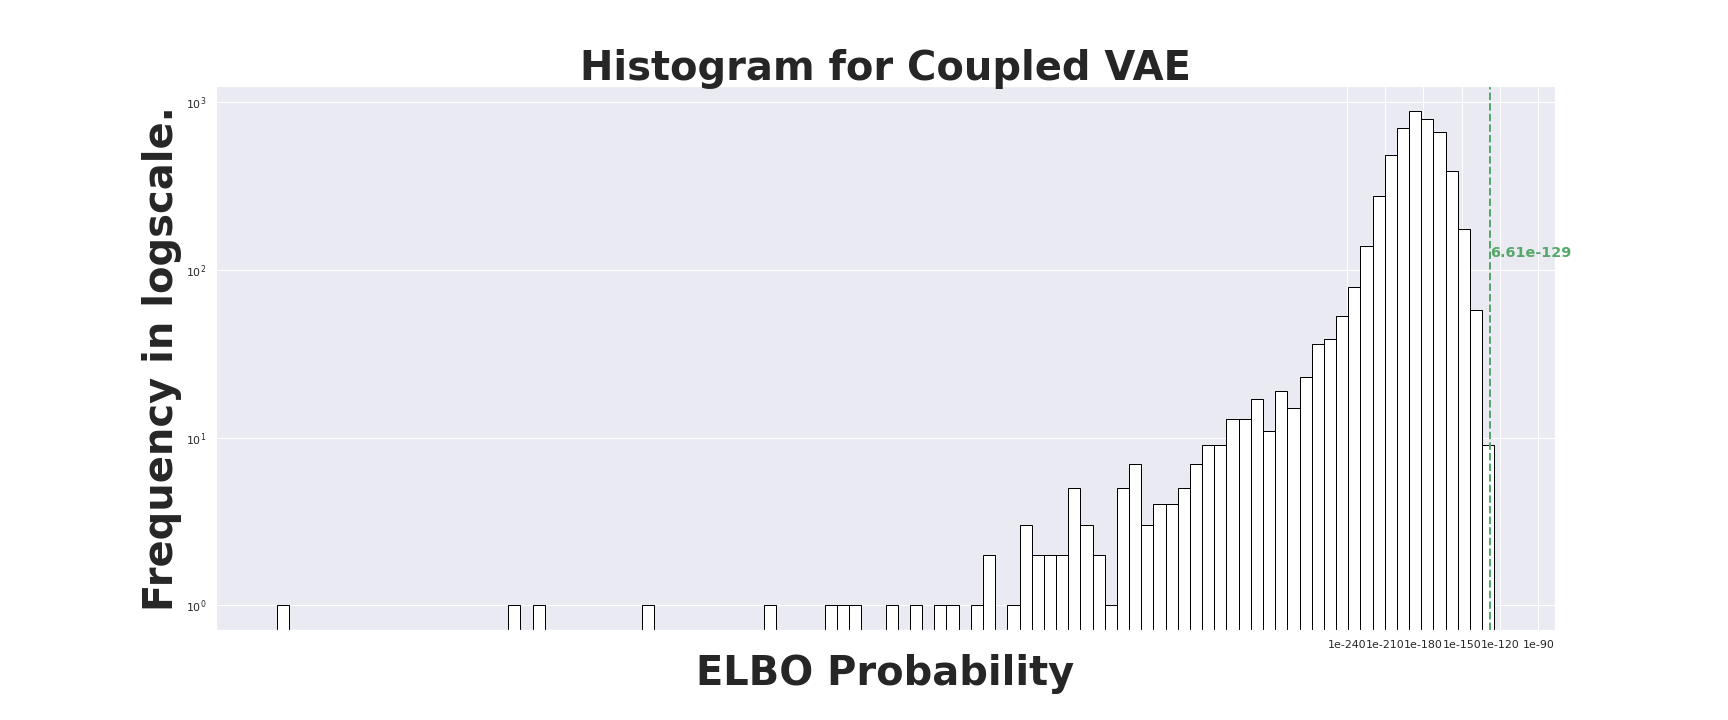 Histogram for Coupled VAE
Frequency in logscale.
10³
10²
10¹
10⁰
6.61e-129
1e-240 1e-210 1e-180 1e-150 1e-120 1e-90
ELBO Probability